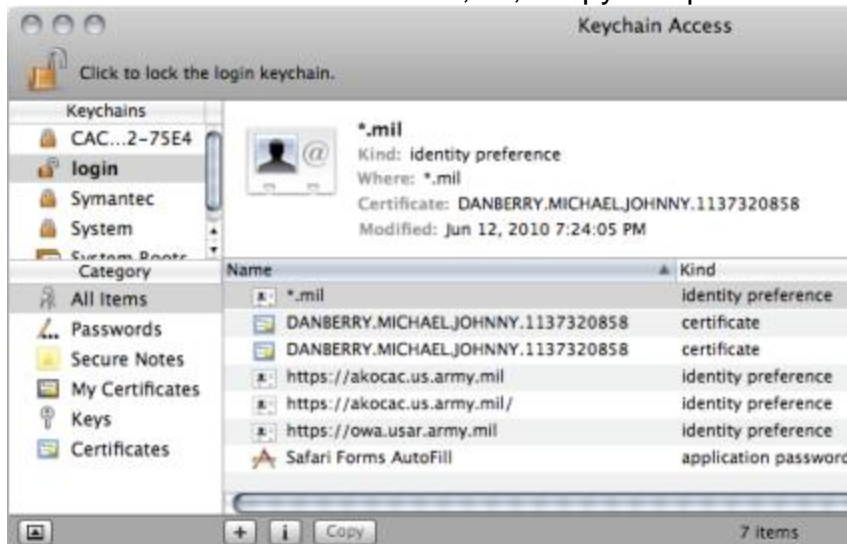 Keychain Access
Click to lock the login keychain.
Keychains
CAC...2-75E4
login
Symantec
System
System Roots
*.mil
Kind: identity preference
Where: *.mil
Certificate: DANBERRY.MICHAEL.JOHNNY.1137320858
Modified: Jun 12, 2010 7:24:05 PM
Category
All Items
Passwords
Secure Notes
My Certificates
Keys
Certificates
Name Kind
*.mil identity preference
DANBERRY.MICHAEL.JOHNNY.1137320858 certificate
DANBERRY.MICHAEL.JOHNNY.1137320858 certificate
https://akocac.us.army.mil identity preference
https://akocac.us.army.mil/ identity preference
https://owa.usar.army.mil identity preference
Safari Forms AutoFill application password
Copy 7 items